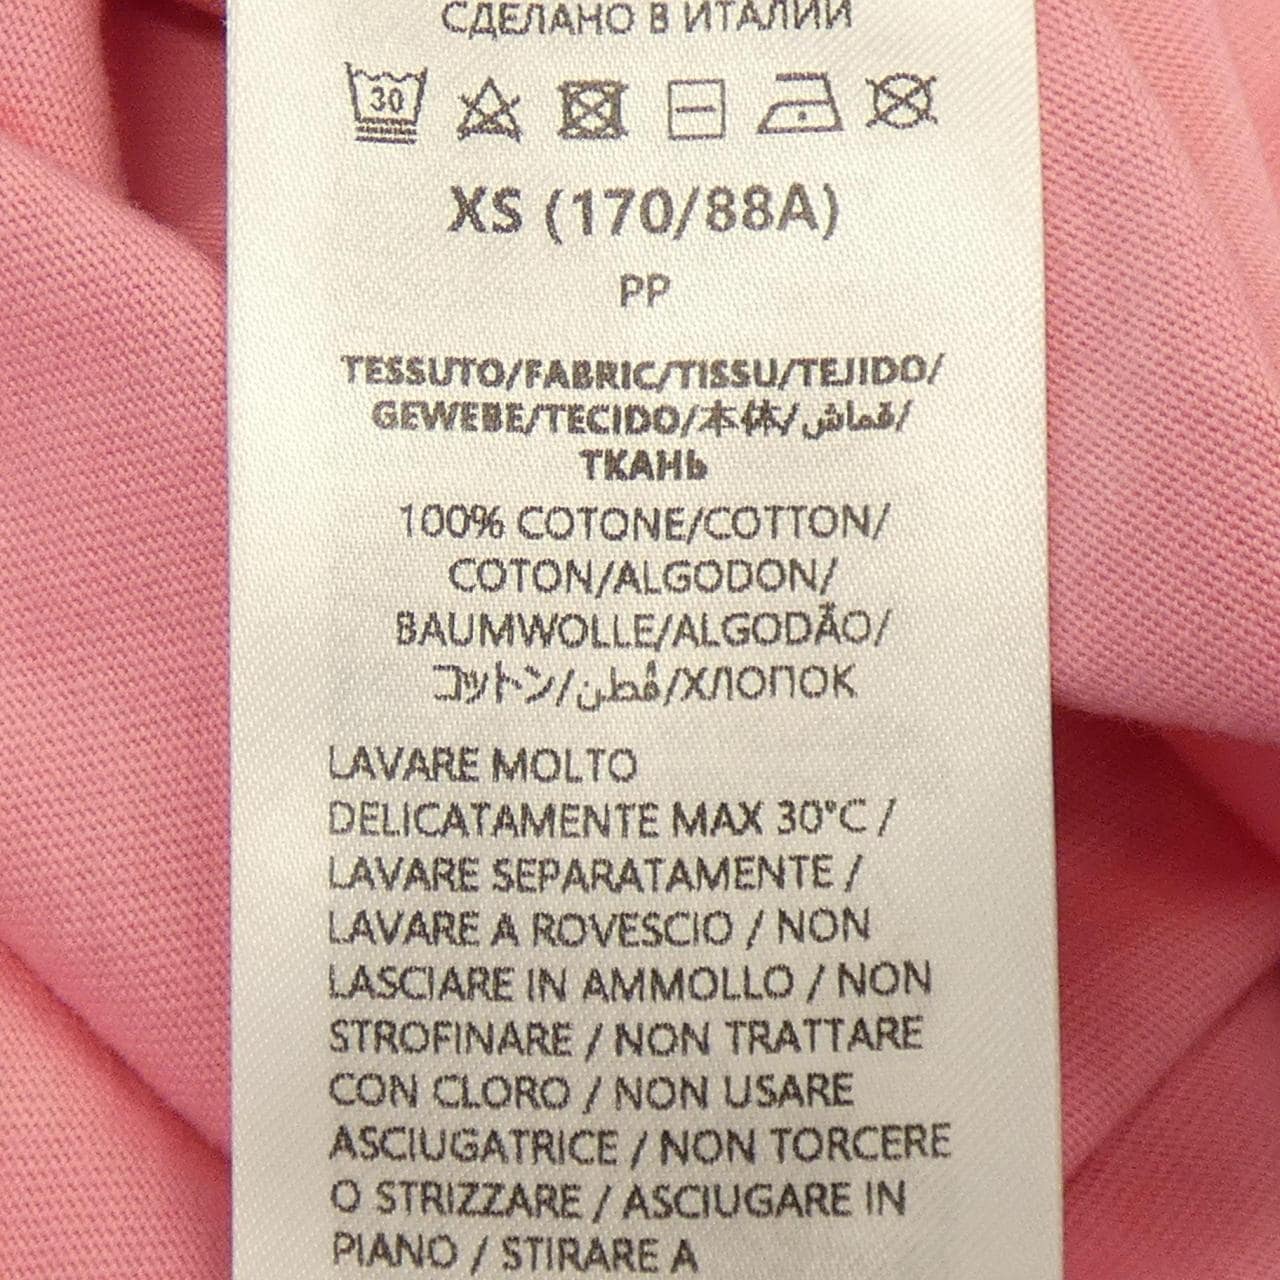 СДЕЛАНО В ИТАЛИИ
30
XS (170/88A)
PP
TESSUTO/FABRIC/TISSU/TEJIDO/
GEWEBE/TECIDO/本体/قماش/
ТКАНЬ
100% COTONE/COTTON/
COTON/ALGODON/
BAUMWOLLE/ALGODÃO/
コットン/قُطن/ХЛОПОК
LAVARE MOLTO
DELICATAMENTE MAX 30°C /
LAVARE SEPARATAMENTE /
LAVARE A ROVESCIO / NON
LASCIARE IN AMMOLLO / NON
STROFINARE / NON TRATTARE
CON CLORO / NON USARE
ASCIUGATRICE / NON TORCERE
O STRIZZARE / ASCIUGARE IN
PIANO / STIRARE A